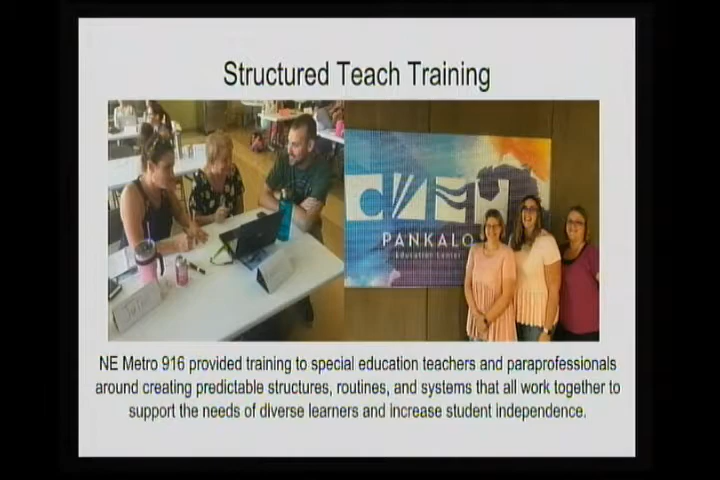 Structured Teach Training
PANKALO
Education Center
NE Metro 916 provided training to special education teachers and paraprofessionals
around creating predictable structures, routines, and systems that all work together to
support the needs of diverse learners and increase student independence.